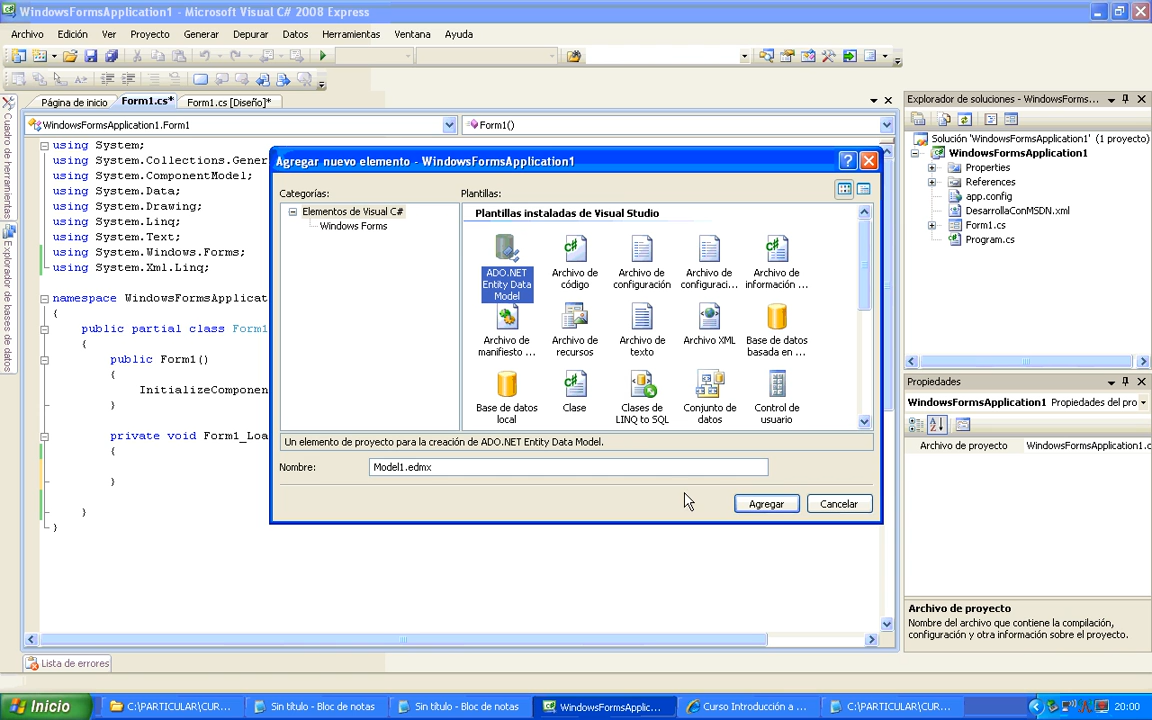 WindowsFormsApplication1 - Microsoft Visual C# 2008 Express
Archivo Edición Ver Proyecto Generar Depurar Datos Herramientas Ventana Ayuda
Página de inicio Form1.cs* Form1.cs [Diseño]*
WindowsFormsApplication1.Form1 Form1()
Cuadro de herramientas
Explorador de bases de datos
using System;
using System.Collections.Gener
using System.ComponentModel;
using System.Data;
using System.Drawing;
using System.Linq;
using System.Text;
using System.Windows.Forms;
using System.Xml.Linq;
namespace WindowsFormsApplicat
{
public partial class Form1
{
public Form1()
{
InitializeComponen
}
private void Form1_Loa
{
}
}
}
Agregar nuevo elemento - WindowsFormsApplication1
Categorías:
Elementos de Visual C#
Windows Forms
Plantillas:
Plantillas instaladas de Visual Studio
ADO.NET Entity Data Model
Archivo de código
Archivo de configuración
Archivo de configuraci...
Archivo de información ...
Archivo de manifiesto ...
Archivo de recursos
Archivo de texto
Archivo XML
Base de datos basada en ...
Base de datos local
Clase
Clases de LINQ to SQL
Conjunto de datos
Control de usuario
Un elemento de proyecto para la creación de ADO.NET Entity Data Model.
Nombre: Model1.edmx
Agregar Cancelar
Explorador de soluciones - WindowsForms...
Solución 'WindowsFormsApplication1' (1 proyecto)
WindowsFormsApplication1
Properties
References
app.config
DesarrollaConMSDN.xml
Form1.cs
Program.cs
Propiedades
WindowsFormsApplication1 Propiedades del pro
Archivo de proyecto WindowsFormsApplication1.c
Archivo de proyecto
Nombre del archivo que contiene la compilación,
configuración y otra información sobre el proyecto.
Lista de errores
Inicio C:\PARTICULAR\CUR... Sin título - Bloc de notas Sin título - Bloc de notas WindowsFormsApplic... Curso Introducción a ... C:\PARTICULAR\CUR... 20:00